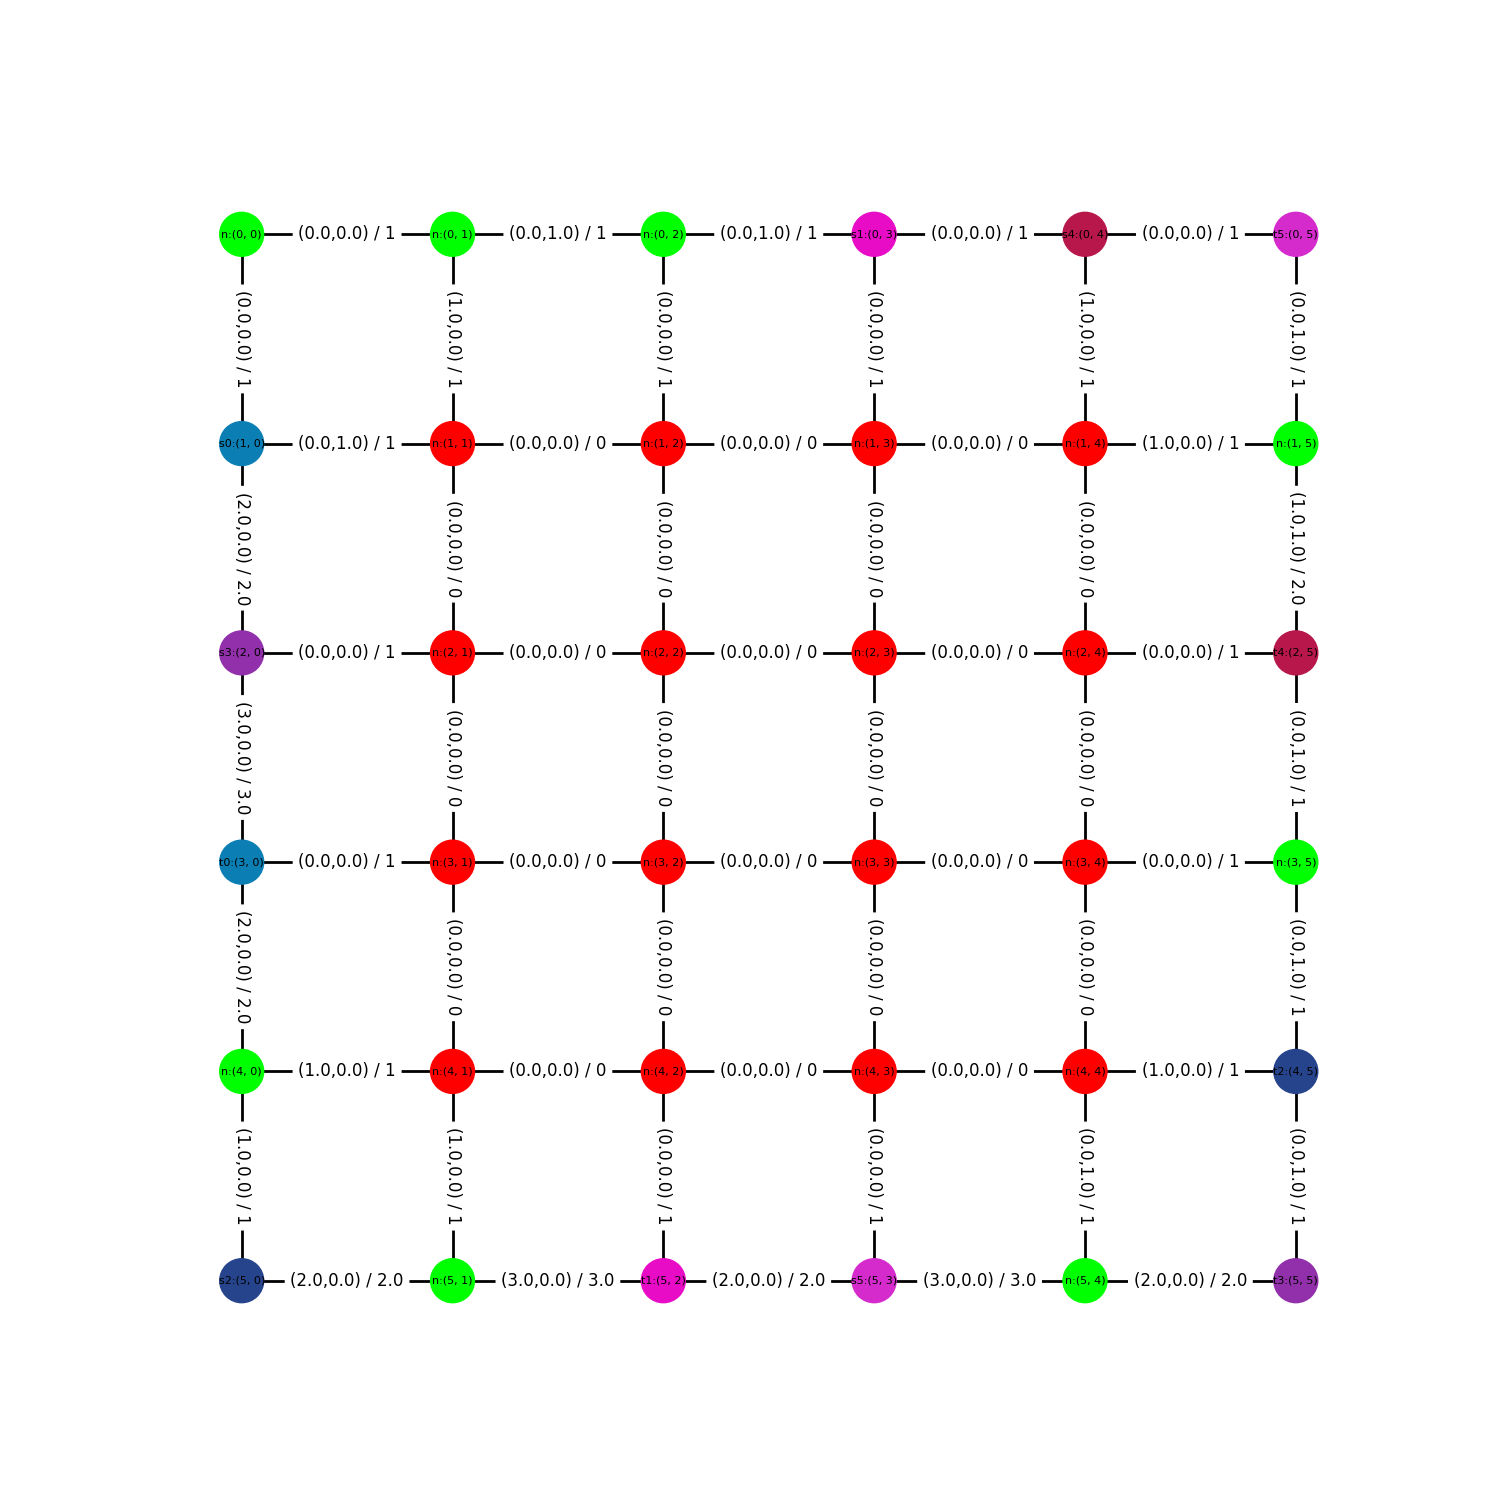 n:(0, 0) (0.0,0.0) / 1 n:(0, 1) (0.0,1.0) / 1 n:(0, 2) (0.0,1.0) / 1 s1:(0, 3) (0.0,0.0) / 1 s4:(0, 4) (0.0,0.0) / 1 t5:(0, 5)
(0.0,0.0) / 1 (1.0,0.0) / 1 (0.0,0.0) / 1 (0.0,0.0) / 1 (1.0,0.0) / 1 (0.0,1.0) / 1
s0:(1, 0) (0.0,1.0) / 1 n:(1, 1) (0.0,0.0) / 0 n:(1, 2) (0.0,0.0) / 0 n:(1, 3) (0.0,0.0) / 0 n:(1, 4) (1.0,0.0) / 1 n:(1, 5)
(2.0,0.0) / 2.0 (0.0,0.0) / 0 (0.0,0.0) / 0 (0.0,0.0) / 0 (0.0,0.0) / 0 (1.0,1.0) / 2.0
s3:(2, 0) (0.0,0.0) / 1 n:(2, 1) (0.0,0.0) / 0 n:(2, 2) (0.0,0.0) / 0 n:(2, 3) (0.0,0.0) / 0 n:(2, 4) (0.0,0.0) / 1 t4:(2, 5)
(3.0,0.0) / 3.0 (0.0,0.0) / 0 (0.0,0.0) / 0 (0.0,0.0) / 0 (0.0,0.0) / 0 (0.0,1.0) / 1
t0:(3, 0) (0.0,0.0) / 1 n:(3, 1) (0.0,0.0) / 0 n:(3, 2) (0.0,0.0) / 0 n:(3, 3) (0.0,0.0) / 0 n:(3, 4) (0.0,0.0) / 1 n:(3, 5)
(2.0,0.0) / 2.0 (0.0,0.0) / 0 (0.0,0.0) / 0 (0.0,0.0) / 0 (0.0,0.0) / 0 (0.0,1.0) / 1
n:(4, 0) (1.0,0.0) / 1 n:(4, 1) (0.0,0.0) / 0 n:(4, 2) (0.0,0.0) / 0 n:(4, 3) (0.0,0.0) / 0 n:(4, 4) (1.0,0.0) / 1 t2:(4, 5)
(1.0,0.0) / 1 (1.0,0.0) / 1 (0.0,0.0) / 1 (0.0,0.0) / 1 (0.0,1.0) / 1 (0.0,1.0) / 1
s2:(5, 0) (2.0,0.0) / 2.0 n:(5, 1) (3.0,0.0) / 3.0 t1:(5, 2) (2.0,0.0) / 2.0 s5:(5, 3) (3.0,0.0) / 3.0 n:(5, 4) (2.0,0.0) / 2.0 t3:(5, 5)